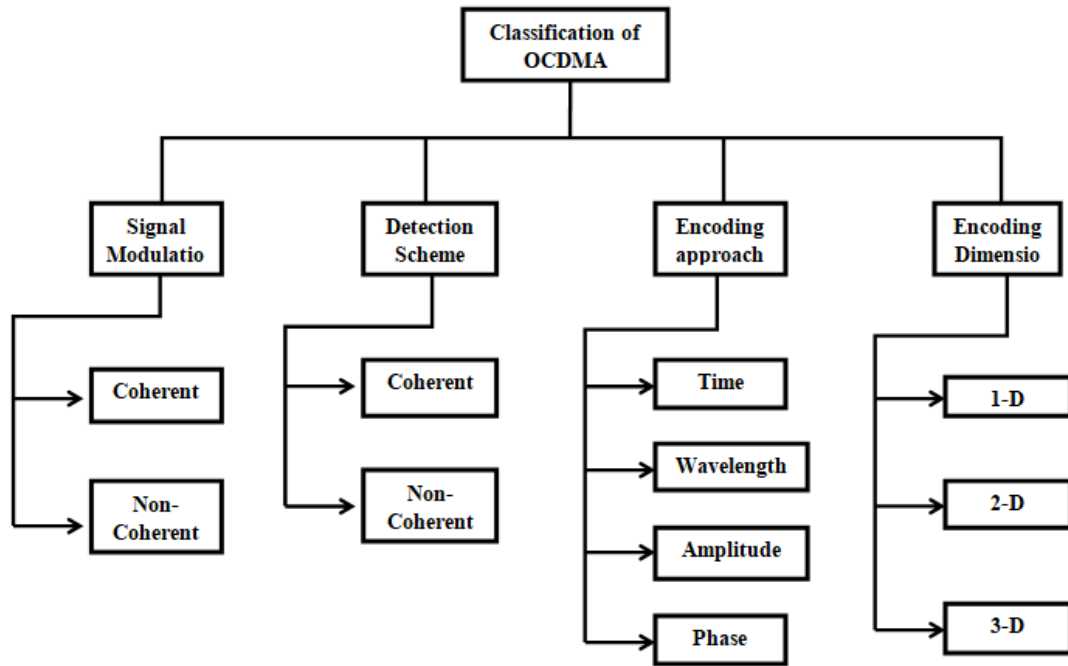 Classification of
OCDMA
Signal
Modulatio
Detection
Scheme
Encoding
approach
Encoding
Dimensio
Coherent
Non-
Coherent
Coherent
Non-
Coherent
Time
Wavelength
Amplitude
Phase
1-D
2-D
3-D